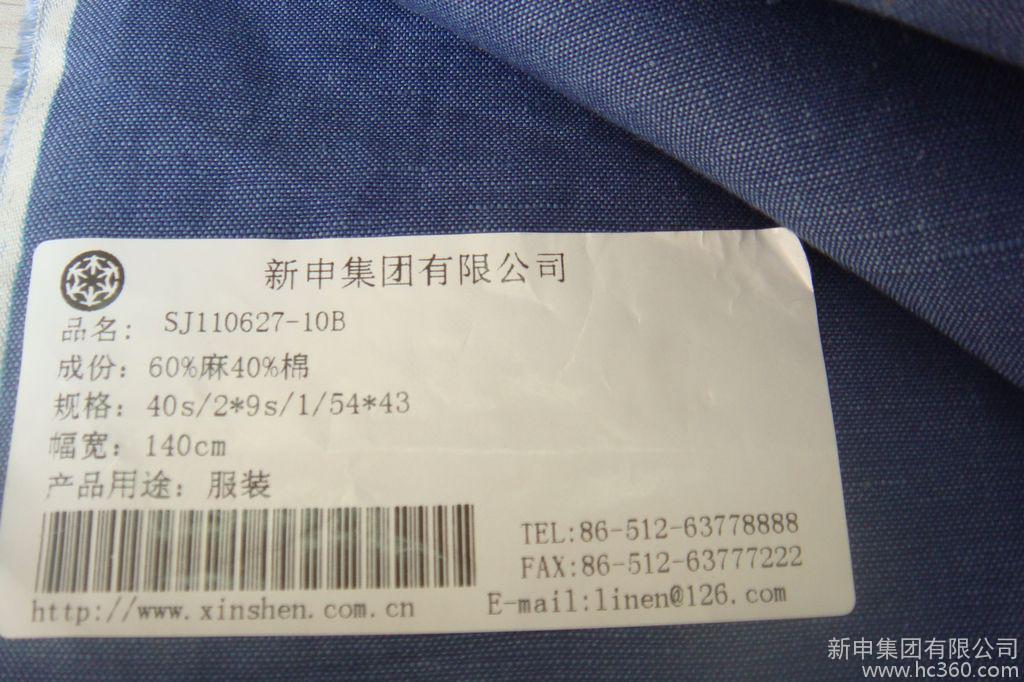 新申集团有限公司
品名: SJ110627-10B
成份: 60%麻40%棉
规格: 40s/2*9s/1/54*43
幅宽: 140cm
产品用途: 服装
TEL:86-512-63778888
FAX:86-512-63777222
http://www.xinshen.com.cn
E-mail:linen@126.com
新申集团有限公司
www.hc360.com